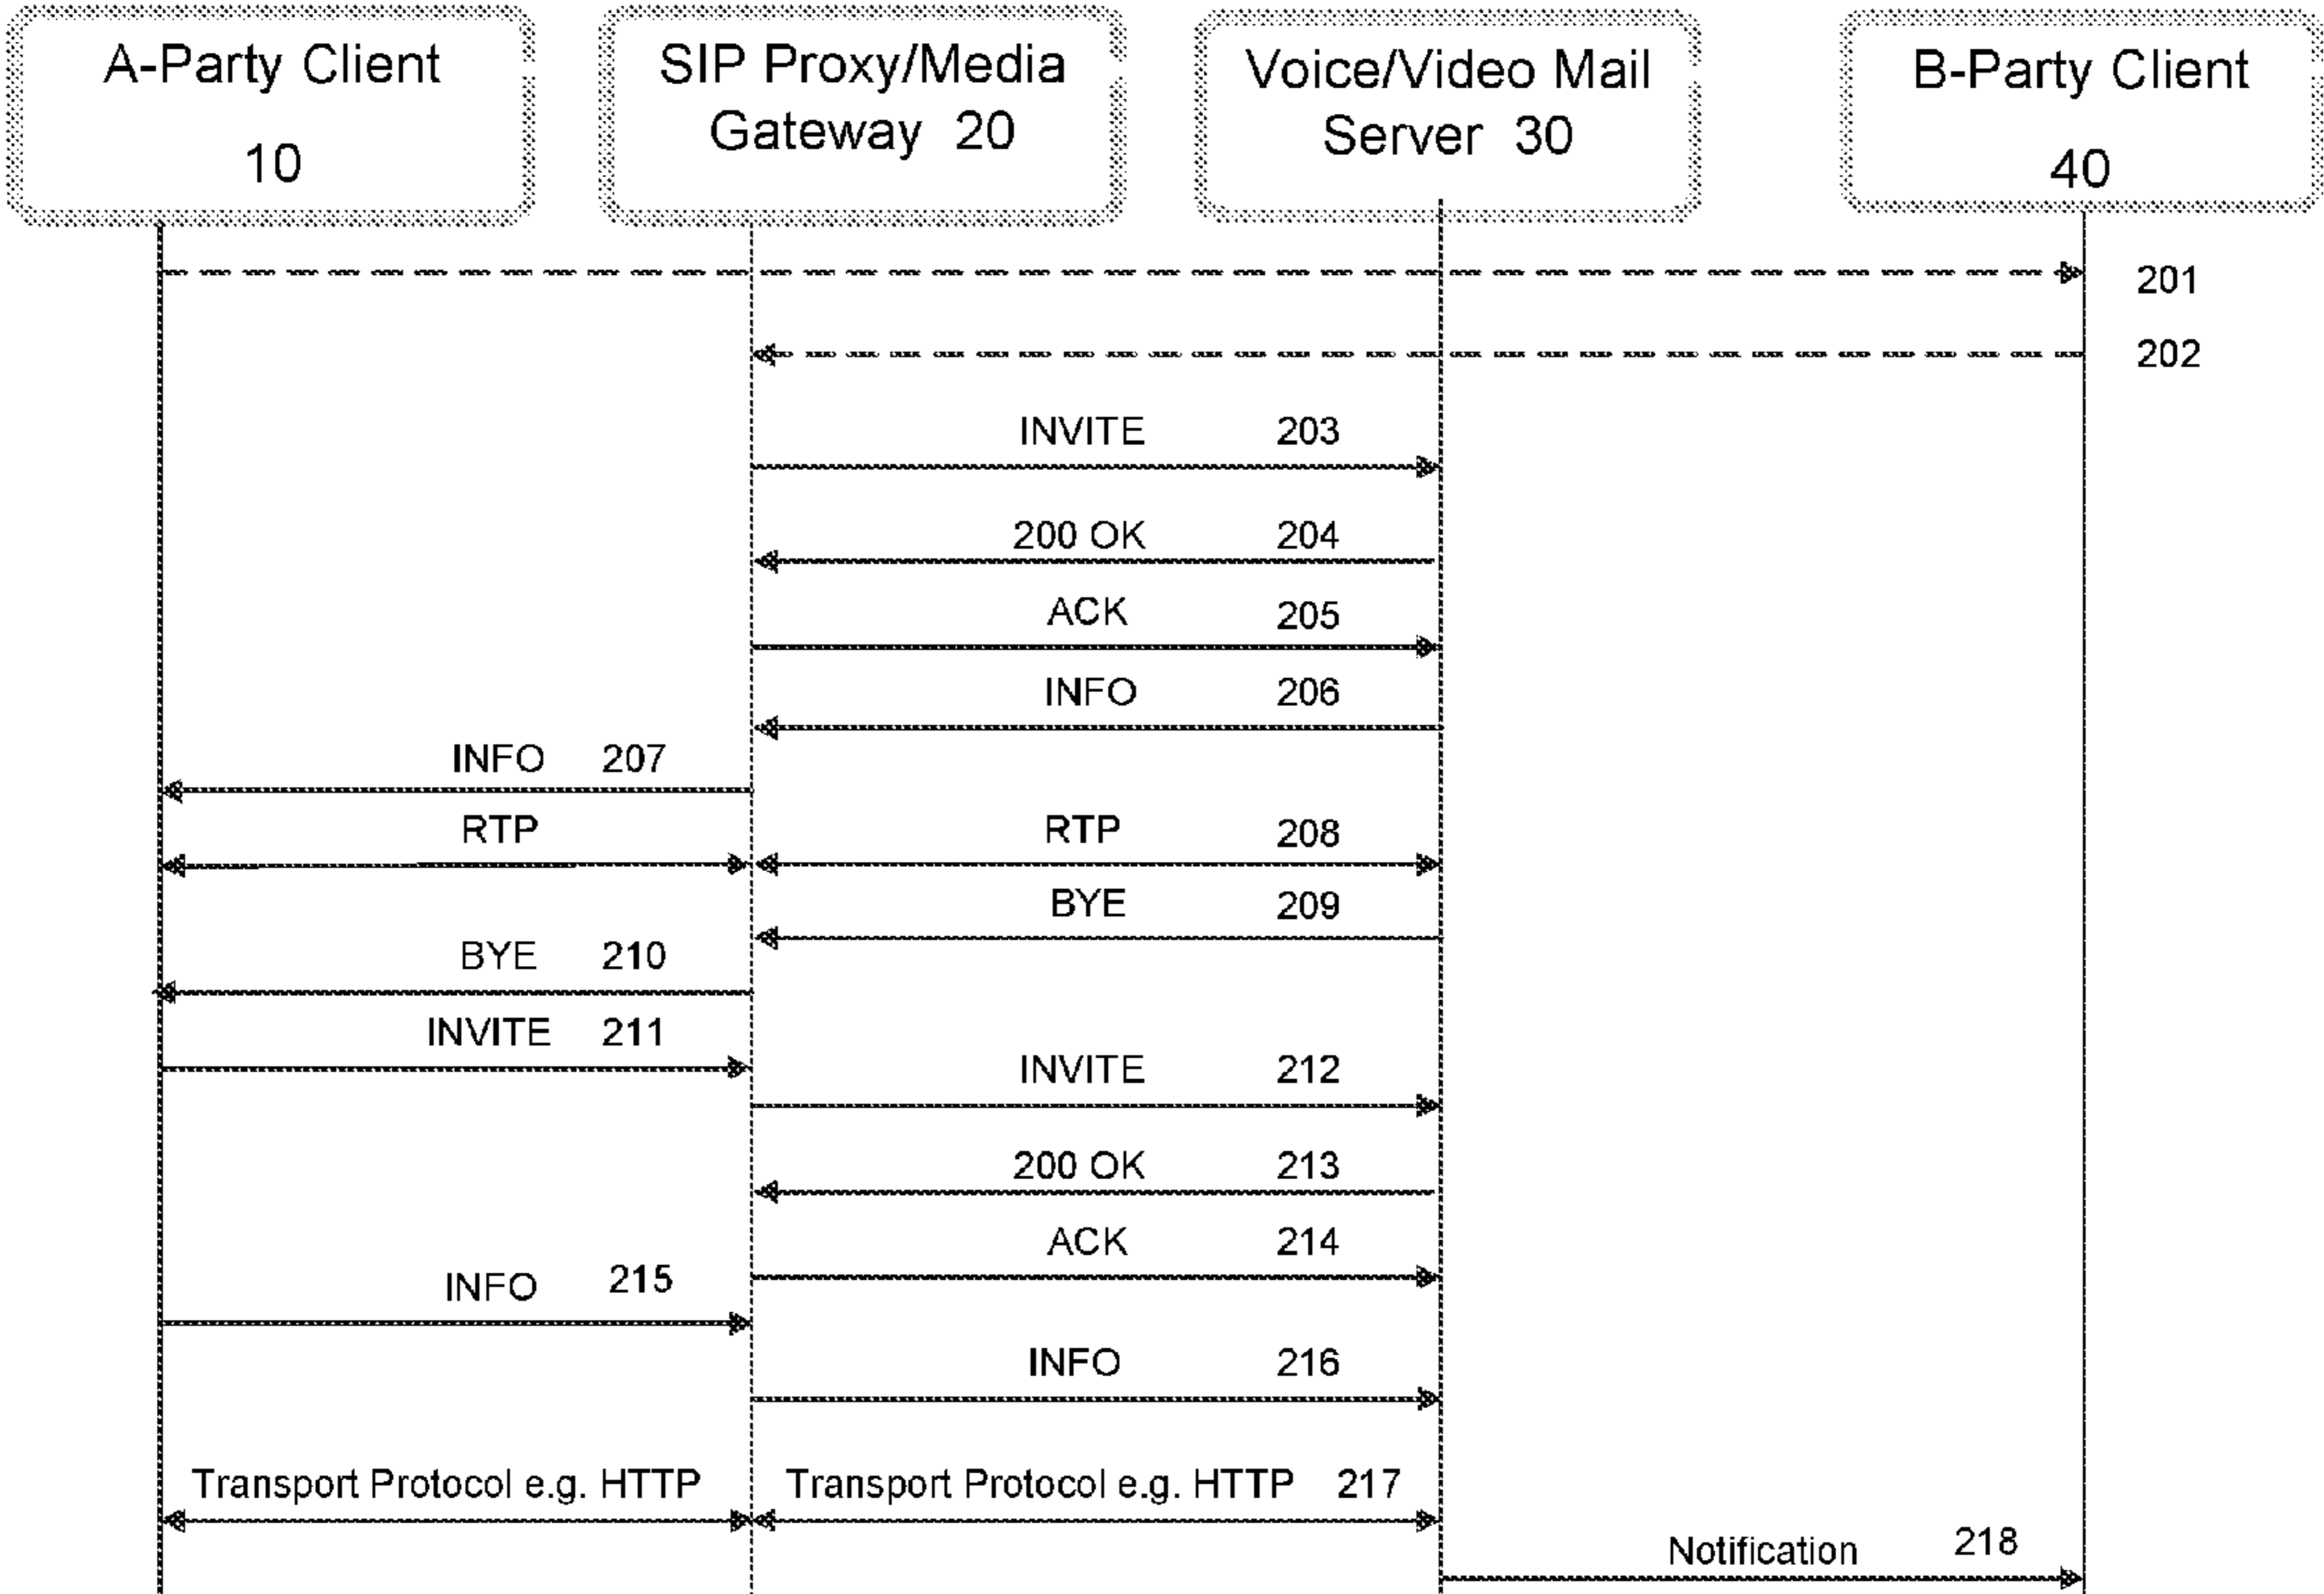 A-Party Client
10
SIP Proxy/Media
Gateway 20
Voice/Video Mail
Server 30
B-Party Client
40
201
202
INVITE 203
200 OK 204
ACK 205
INFO 206
INFO 207
RTP
RTP 208
BYE 209
BYE 210
INVITE 211
INVITE 212
200 OK 213
ACK 214
INFO 215
INFO 216
Transport Protocol e.g. HTTP
Transport Protocol e.g. HTTP 217
Notification 218